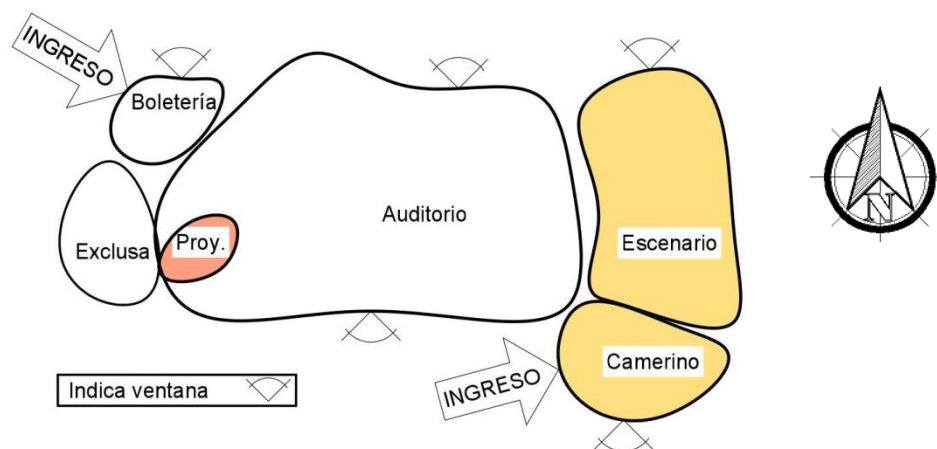 INGRESO
Boletería
Auditorio
Exclusa
Proy.
Escenario
Camerino
INGRESO
Indica ventana
N